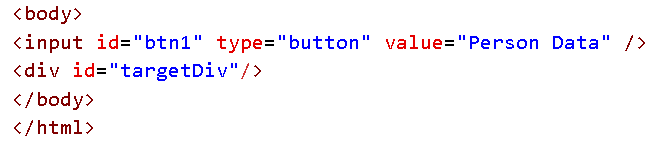 <body>
<input id="btn1" type="button" value="Person Data" />
<div id="targetDiv"/>
</body>
</html>